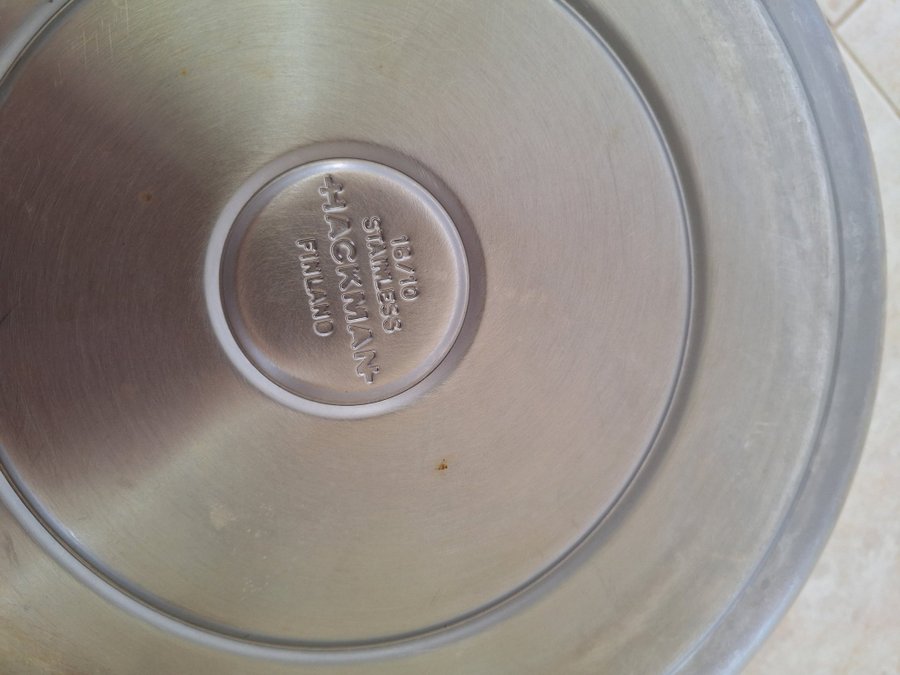 18/10
STAINLESS
HACKMAN
FINLAND